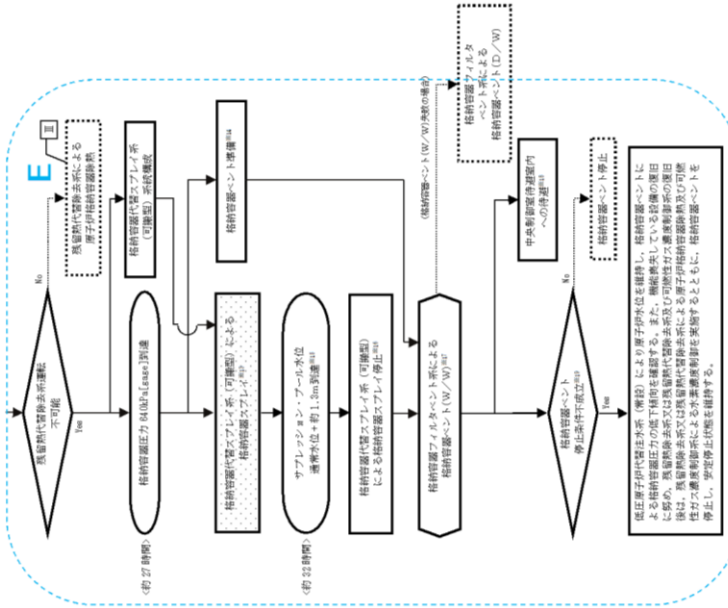 E
Ⅲ
残留熱代替除去系運転
不可能
No
Yes
残留熱代替除去系による
原子炉格納容器除熱
<約 27 時間>
格納容器圧力 640kPa[gage]到達
格納容器代替スプレイ系
(可搬型) 系統構成
格納容器代替スプレイ系 (可搬型) による
格納容器スプレイ
格納容器ベント準備
<約 32 時間>
サプレッション・プール水位
通常水位＋約 1.3m 到達
格納容器代替スプレイ系 (可搬型)
による格納容器スプレイ停止
格納容器フィルタベント系による
格納容器ベント (W/W)
(格納容器ベント(W/W)失敗の場合)
格納容器フィルタ
ベント系による
格納容器ベント(D/W)
中央制御室待避室内
への待避
格納容器ベント
停止条件不成立
No
Yes
格納容器ベント停止
低圧原子炉代替注水系 (常設) により原子炉水位を維持し、格納容器ベントに
よる格納容器圧力の低下傾向を確認する。また、機能喪失している設備の復旧
に努め、残留熱除去系又は残留熱代替除去系及び可燃性ガス濃度制御系の復旧
後は、残留熱除去系又は残留熱代替除去系による原子炉格納容器除熱及び可燃
性ガス濃度制御系による水素濃度制御を実施するとともに、格納容器ベントを
停止し、安定停止状態を維持する。